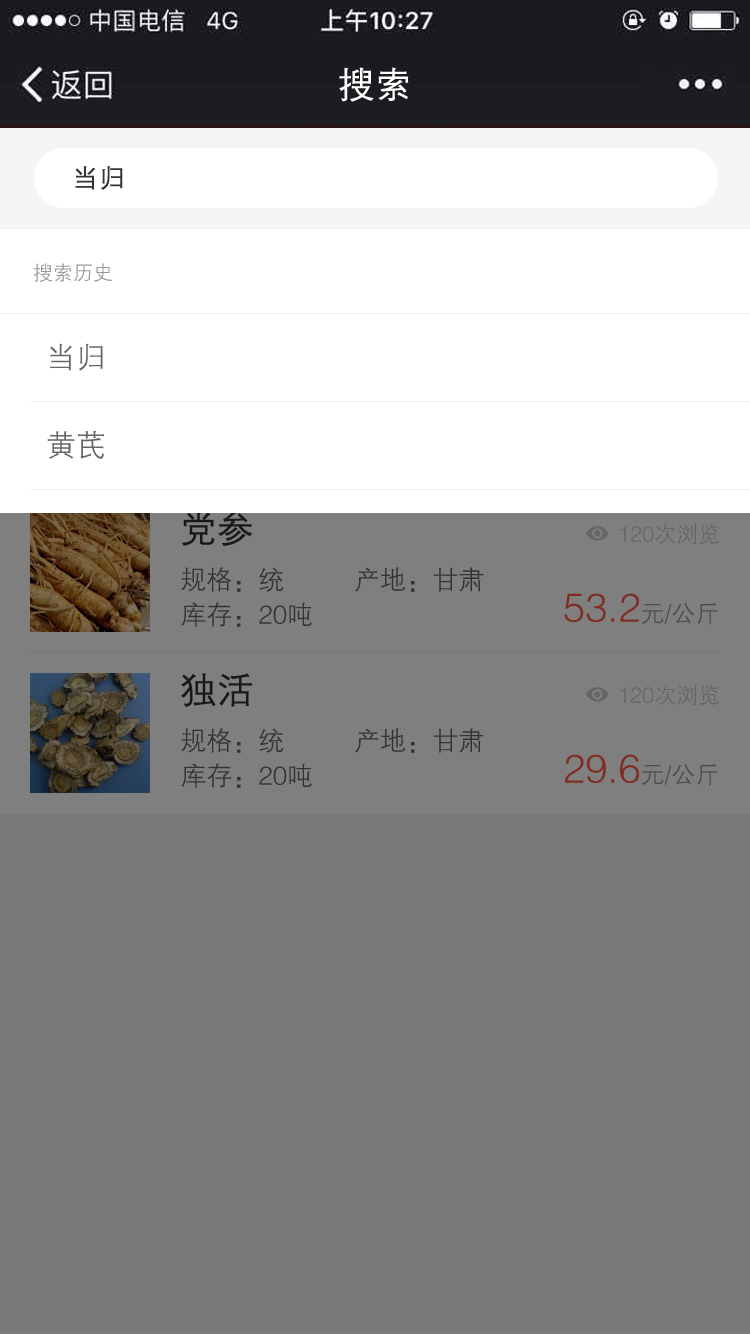 中国电信 4G 上午10:27
返回 搜索
当归
搜索历史
当归
黄芪
党参 120次浏览
规格：统 产地：甘肃
库存：20吨 53.2元/公斤
独活 120次浏览
规格：统 产地：甘肃
库存：20吨 29.6元/公斤